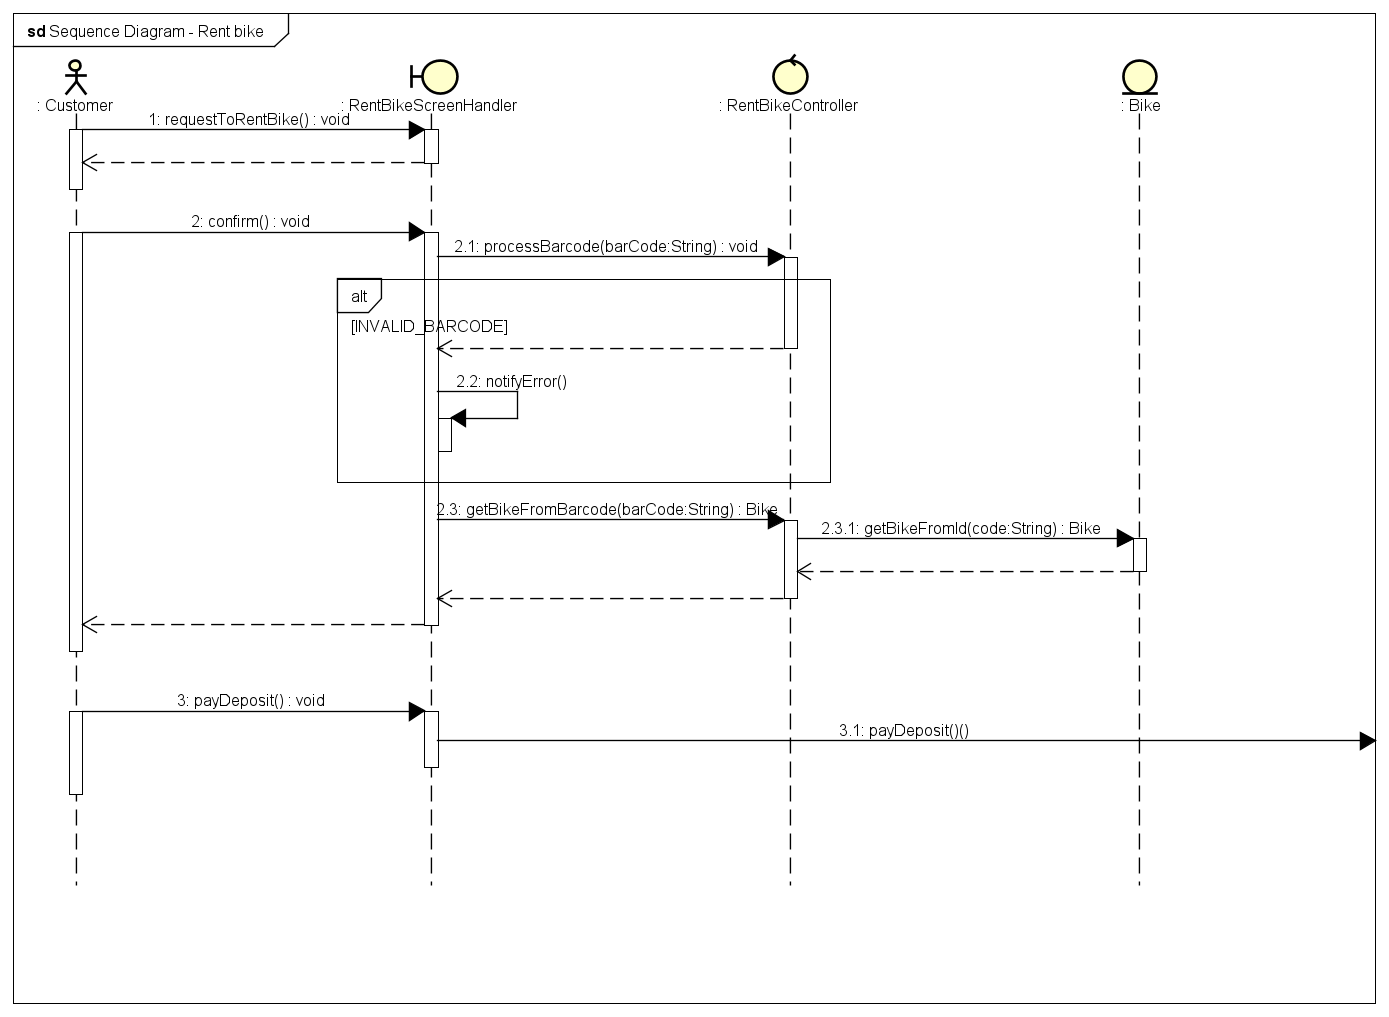 sd Sequence Diagram - Rent bike
: Customer
: RentBikeScreenHandler
: RentBikeController
: Bike
1: requestToRentBike() : void
2: confirm() : void
2.1: processBarcode(barCode:String) : void
alt
[INVALID_BARCODE]
2.2: notifyError()
2.3: getBikeFromBarcode(barCode:String) : Bike
2.3.1: getBikeFromId(code:String) : Bike
3: payDeposit() : void
3.1: payDeposit()()